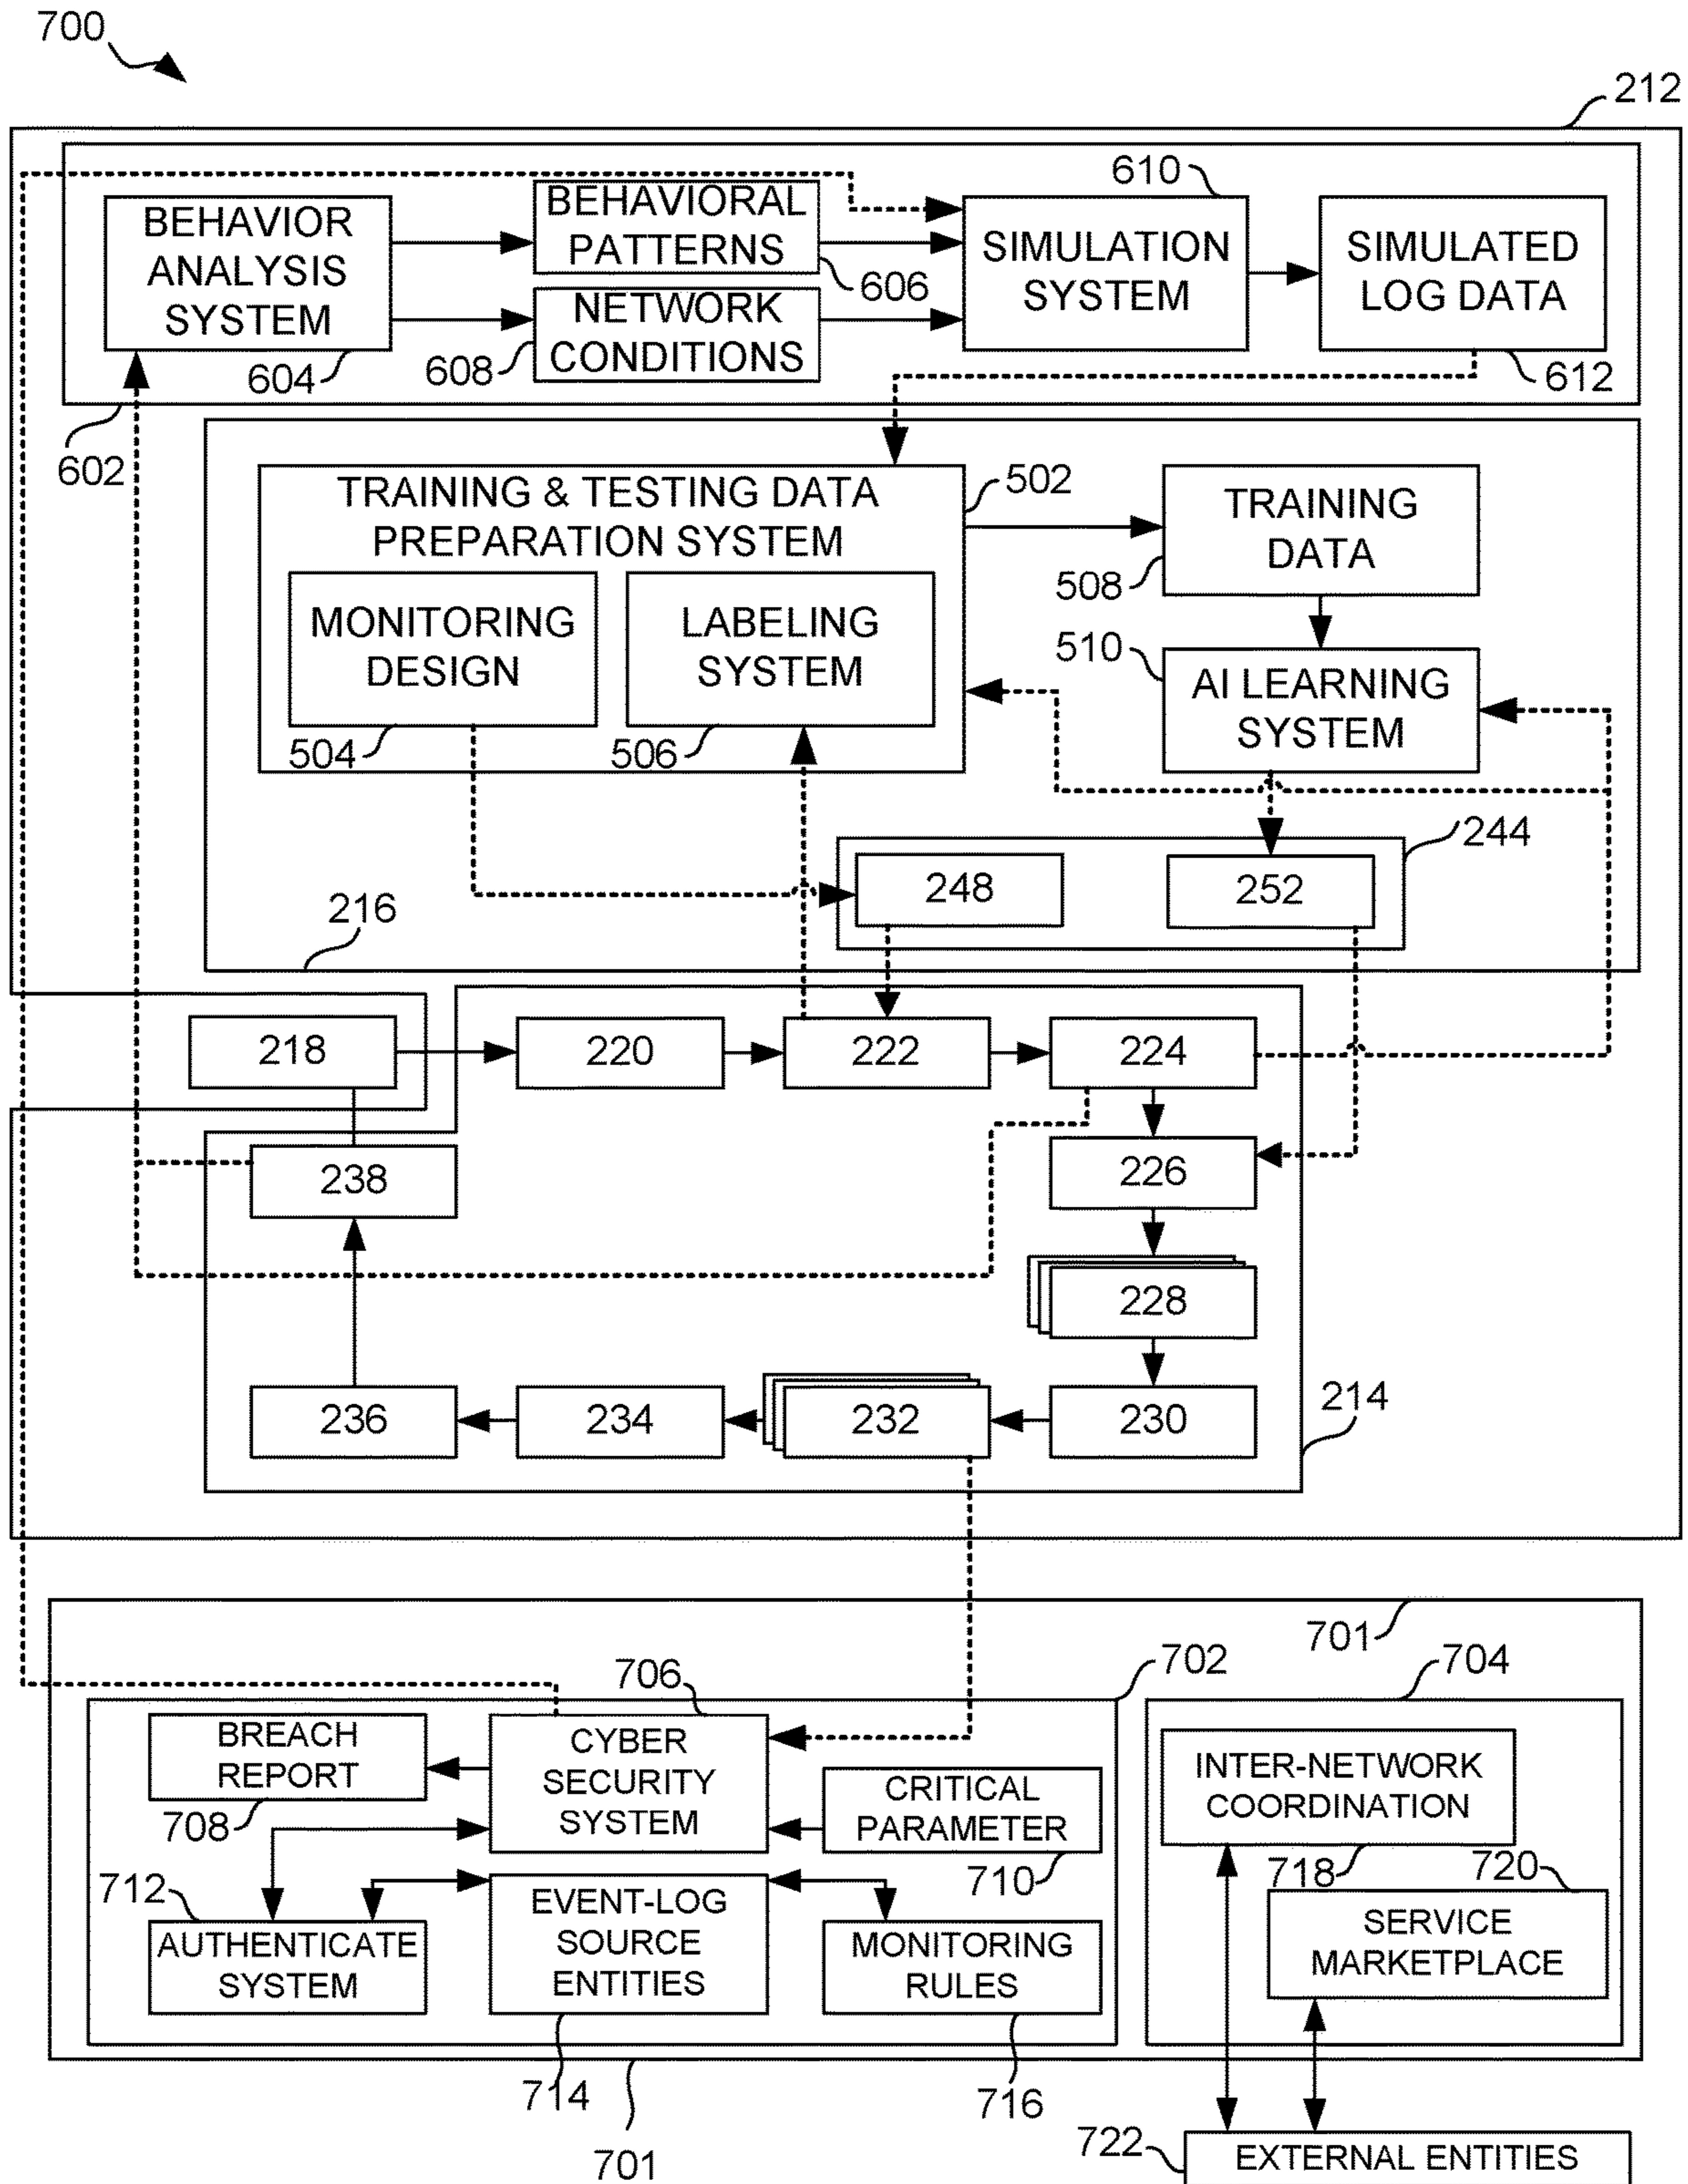 700
212
610
BEHAVIOR
ANALYSIS
SYSTEM
BEHAVIORAL
PATTERNS
SIMULATION
SYSTEM
SIMULATED
LOG DATA
606
NETWORK
CONDITIONS
604
608
612
602
TRAINING & TESTING DATA
PREPARATION SYSTEM
502
TRAINING
DATA
508
MONITORING
DESIGN
LABELING
SYSTEM
510
AI LEARNING
SYSTEM
504
506
244
248
252
216
218
220
222
224
238
226
228
236
234
232
230
214
701
702
704
706
BREACH
REPORT
CYBER
SECURITY
SYSTEM
CRITICAL
PARAMETER
INTER-NETWORK
COORDINATION
708
710
718
720
712
AUTHENTICATE
SYSTEM
EVENT-LOG
SOURCE
ENTITIES
MONITORING
RULES
SERVICE
MARKETPLACE
714
716
701
722
EXTERNAL ENTITIES